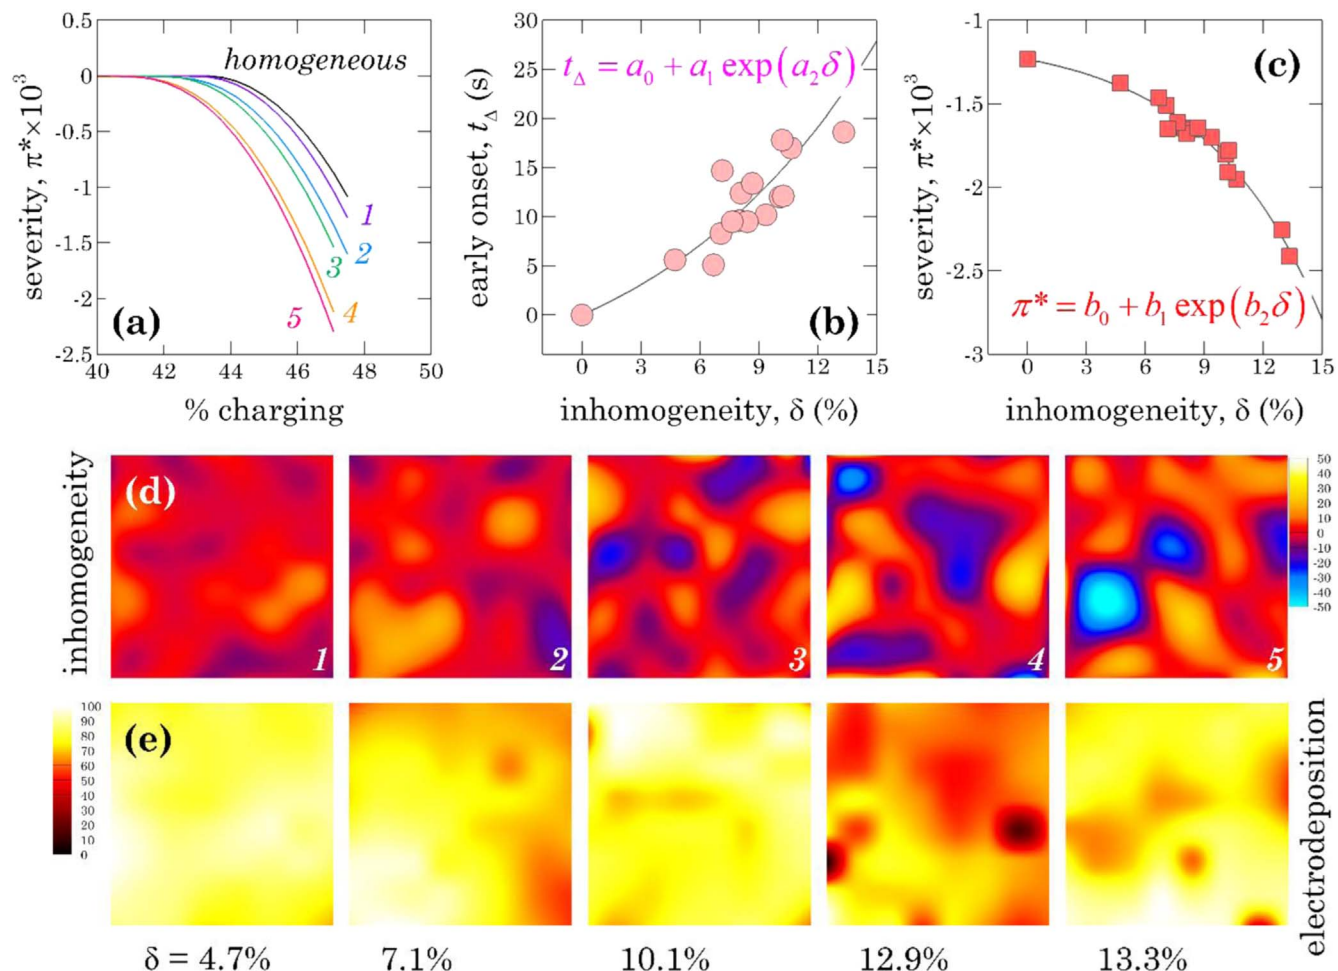 severity, π*×10³
0.5
0
-0.5
-1
-1.5
-2
-2.5
homogeneous
1
2
3
4
5
(a)
40 42 44 46 48 50
% charging
early onset, t_Δ (s)
30
25
20
15
10
5
0
t_Δ = a₀ + a₁ exp(a₂δ)
(b)
0 3 6 9 12 15
inhomogeneity, δ (%)
severity, π*×10³
-1
-1.5
-2
-2.5
-3
(c)
π* = b₀ + b₁ exp(b₂δ)
0 3 6 9 12 15
inhomogeneity, δ (%)
inhomogeneity
(d)
1
2
3
4
5
50
40
30
20
10
0
-10
-20
-30
-40
-50
100
90
80
70
60
50
40
30
20
10
0
(e)
electrodeposition
δ = 4.7% 7.1% 10.1% 12.9% 13.3%